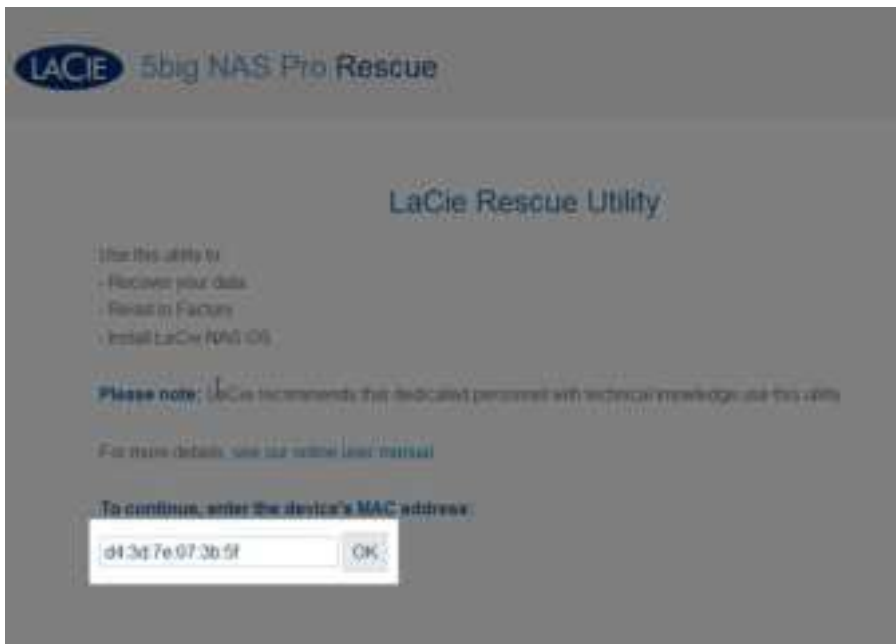 LACIE 5big NAS Pro Rescue
LaCie Rescue Utility
Use this utility to
- Recover your data
- Reset to Factory
- Install LaCie NAS OS
Please note: LaCie recommends that dedicated personnel with technical knowledge use this utility
For more details, see our online user manual
To continue, enter the device's MAC address:
d4:3d:7e:07:3b:5f OK